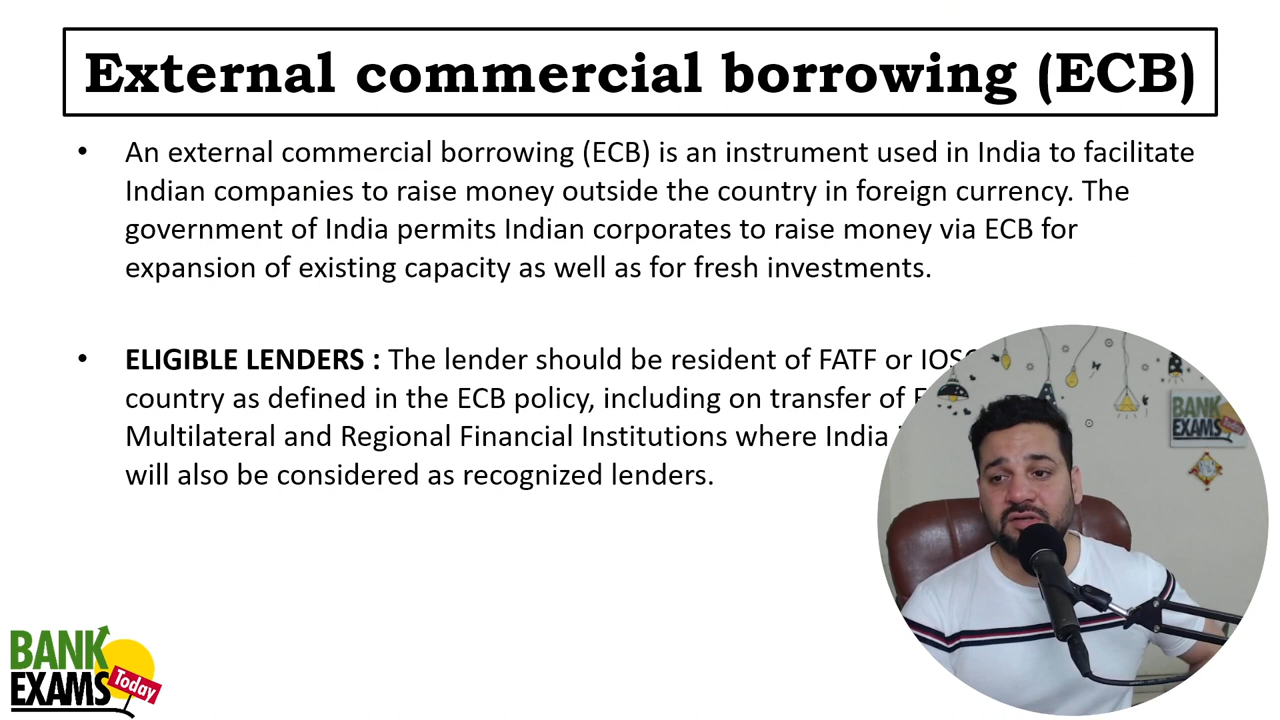 External commercial borrowing (ECB)
• An external commercial borrowing (ECB) is an instrument used in India to facilitate
Indian companies to raise money outside the country in foreign currency. The
government of India permits Indian corporates to raise money via ECB for
expansion of existing capacity as well as for fresh investments.
• ELIGIBLE LENDERS : The lender should be resident of FATF or
country as defined in the ECB policy, including on transfer of
Multilateral and Regional Financial Institutions where India
will also be considered as recognized lenders.
BANK
EXAMS
Today
BANK
EXAMS
Today